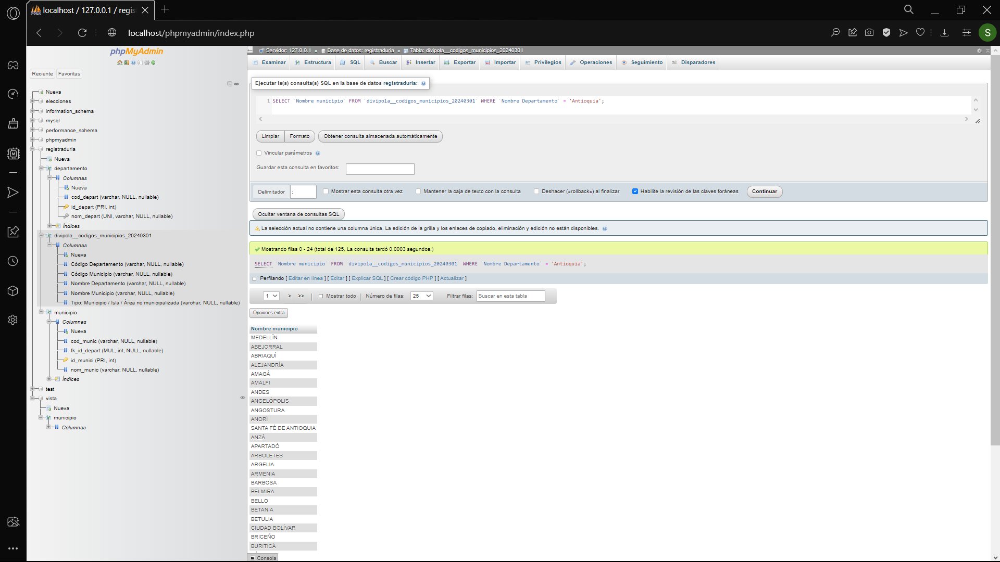 localhost / 127.0.0.1 / regis
localhost/phpmyadmin/index.php
S
phpMyAdmin
Reciente
Favoritas
Nueva
elecciones
information_schema
mysql
performance_schema
phpmyadmin
registraduria
Nueva
departamento
Columnas
Nueva
cod_depart (varchar, NULL, nullable)
id_depart (PRI, int)
nom_depart (UNI, varchar, NULL, nullable)
Índices
divipola__codigos_municipios_20240301
Columnas
Nueva
Código Departamento (varchar, NULL, nullable)
Código Municipio (varchar, NULL, nullable)
Nombre Departamento (varchar, NULL, nullable)
Nombre Municipio (varchar, NULL, nullable)
Tipo: Municipio / Isla / Área no municipalizada (varchar, NULL, nullable)
municipio
Columnas
Nueva
cod_munic (varchar, NULL, nullable)
fk_id_depart (MUL, int, NULL, nullable)
id_munici (PRI, int)
nom_munic (varchar, NULL, nullable)
Índices
test
vista
Nueva
municipio
Columnas
Servidor: 127.0.0.1 » Base de datos: registraduria » Tabla: divipola__codigos_municipios_20240301
Examinar Estructura SQL Buscar Insertar Exportar Importar Privilegios Operaciones Seguimiento Disparadores
Ejecutar la(s) consulta(s) SQL en la base de datos registraduria:
1 SELECT `Nombre municipio` FROM `divipola__codigos_municipios_20240301` WHERE `Nombre Departamento` = 'Antioquia';
Limpiar Formato Obtener consulta almacenada automáticamente
Vincular parámetros
Guardar esta consulta en favoritos:
Delimitador ; Mostrar esta consulta otra vez Mantener la caja de texto con la consulta Deshacer («rollback») al finalizar Habilite la revisión de las claves foráneas Continuar
Ocultar ventana de consultas SQL
La selección actual no contiene una columna única. La edición de la grilla y los enlaces de copiado, eliminación y edición no están disponibles.
Mostrando filas 0 - 24 (total de 125, La consulta tardó 0,0003 segundos.)
SELECT `Nombre municipio` FROM `divipola__codigos_municipios_20240301` WHERE `Nombre Departamento` = 'Antioquia';
Perfilando [ Editar en línea ] [ Editar ] [ Explicar SQL ] [ Crear código PHP ] [ Actualizar ]
1 > >> Mostrar todo Número de filas: 25 Filtrar filas: Buscar en esta tabla
Opciones extra
Nombre municipio
MEDELLÍN
ABEJORRAL
ABRIAQUÍ
ALEJANDRÍA
AMAGÁ
AMALFI
ANDES
ANGELÓPOLIS
ANGOSTURA
ANORÍ
SANTA FÉ DE ANTIOQUIA
ANZÁ
APARTADÓ
ARBOLETES
ARGELIA
ARMENIA
BARBOSA
BELMIRA
BELLO
BETANIA
BETULIA
CIUDAD BOLÍVAR
BRICEÑO
BURITICÁ
Consola